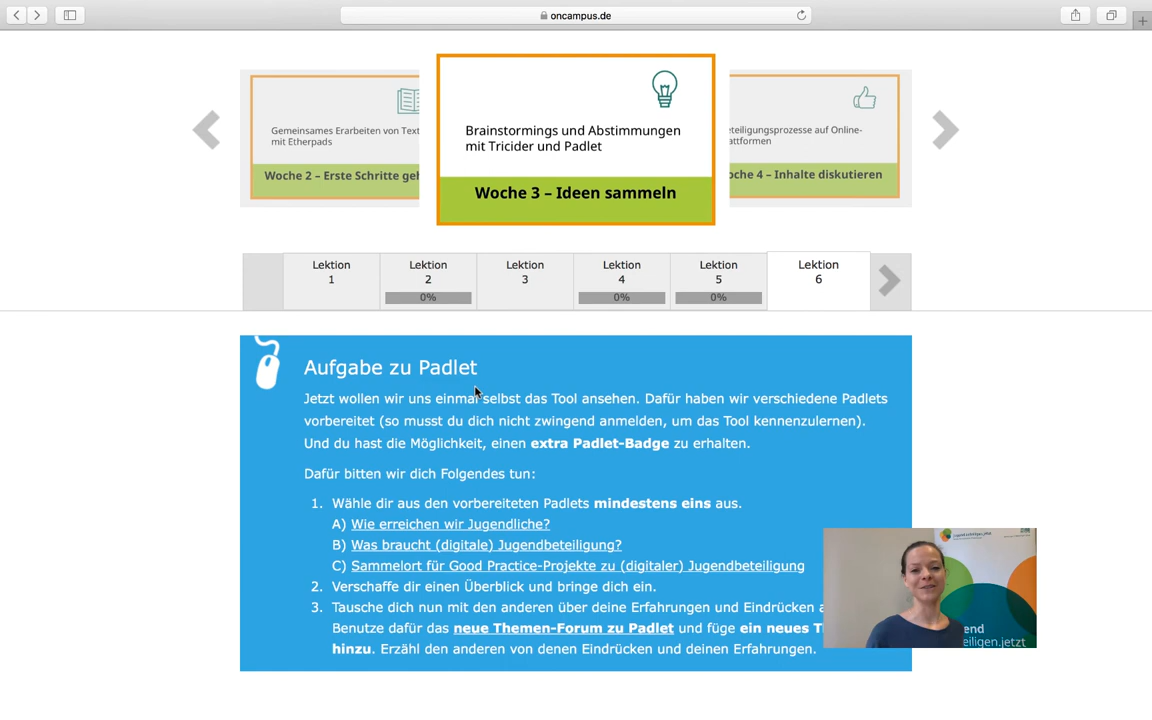 oncampus.de
Gemeinsames Erarbeiten von Text
mit Etherpads
Woche 2 – Erste Schritte geh
Brainstormings und Abstimmungen
mit Tricider und Padlet
Woche 3 – Ideen sammeln
eteiligungsprozesse auf Online-
attformen
oche 4 – Inhalte diskutieren
Lektion
1
Lektion
2
0%
Lektion
3
Lektion
4
0%
Lektion
5
0%
Lektion
6
Aufgabe zu Padlet
Jetzt wollen wir uns einmal selbst das Tool ansehen. Dafür haben wir verschiedene Padlets
vorbereitet (so musst du dich nicht zwingend anmelden, um das Tool kennenzulernen).
Und du hast die Möglichkeit, einen extra Padlet-Badge zu erhalten.
Dafür bitten wir dich Folgendes tun:
1. Wähle dir aus den vorbereiteten Padlets mindestens eins aus.
A) Wie erreichen wir Jugendliche?
B) Was braucht (digitale) Jugendbeteiligung?
C) Sammelort für Good Practice-Projekte zu (digitaler) Jugendbeteiligung
2. Verschaffe dir einen Überblick und bringe dich ein.
3. Tausche dich nun mit den anderen über deine Erfahrungen und Eindrücken a
Benutze dafür das neue Themen-Forum zu Padlet und füge ein neues T
hinzu. Erzähl den anderen von denen Eindrücken und deinen Erfahrungen.
end
eiligen.jetzt